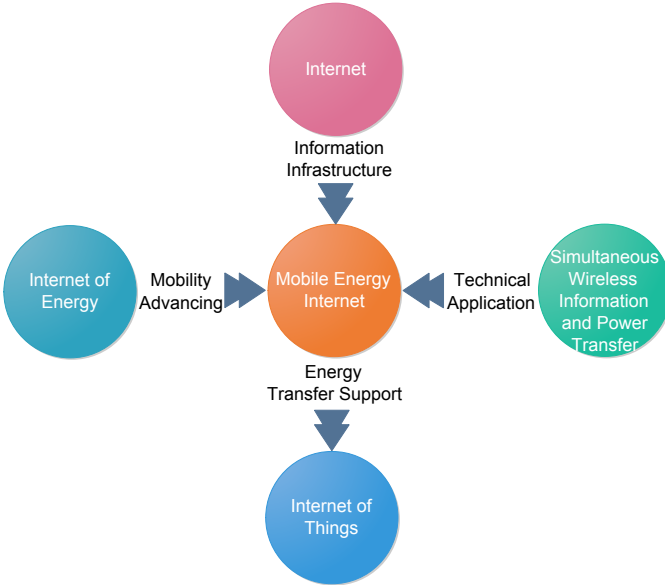 Internet
Information
Infrastructure
Internet of
Energy
Mobility
Advancing
Mobile Energy
Internet
Technical
Application
Simultaneous
Wireless
Information
and Power
Transfer
Energy
Transfer Support
Internet of
Things